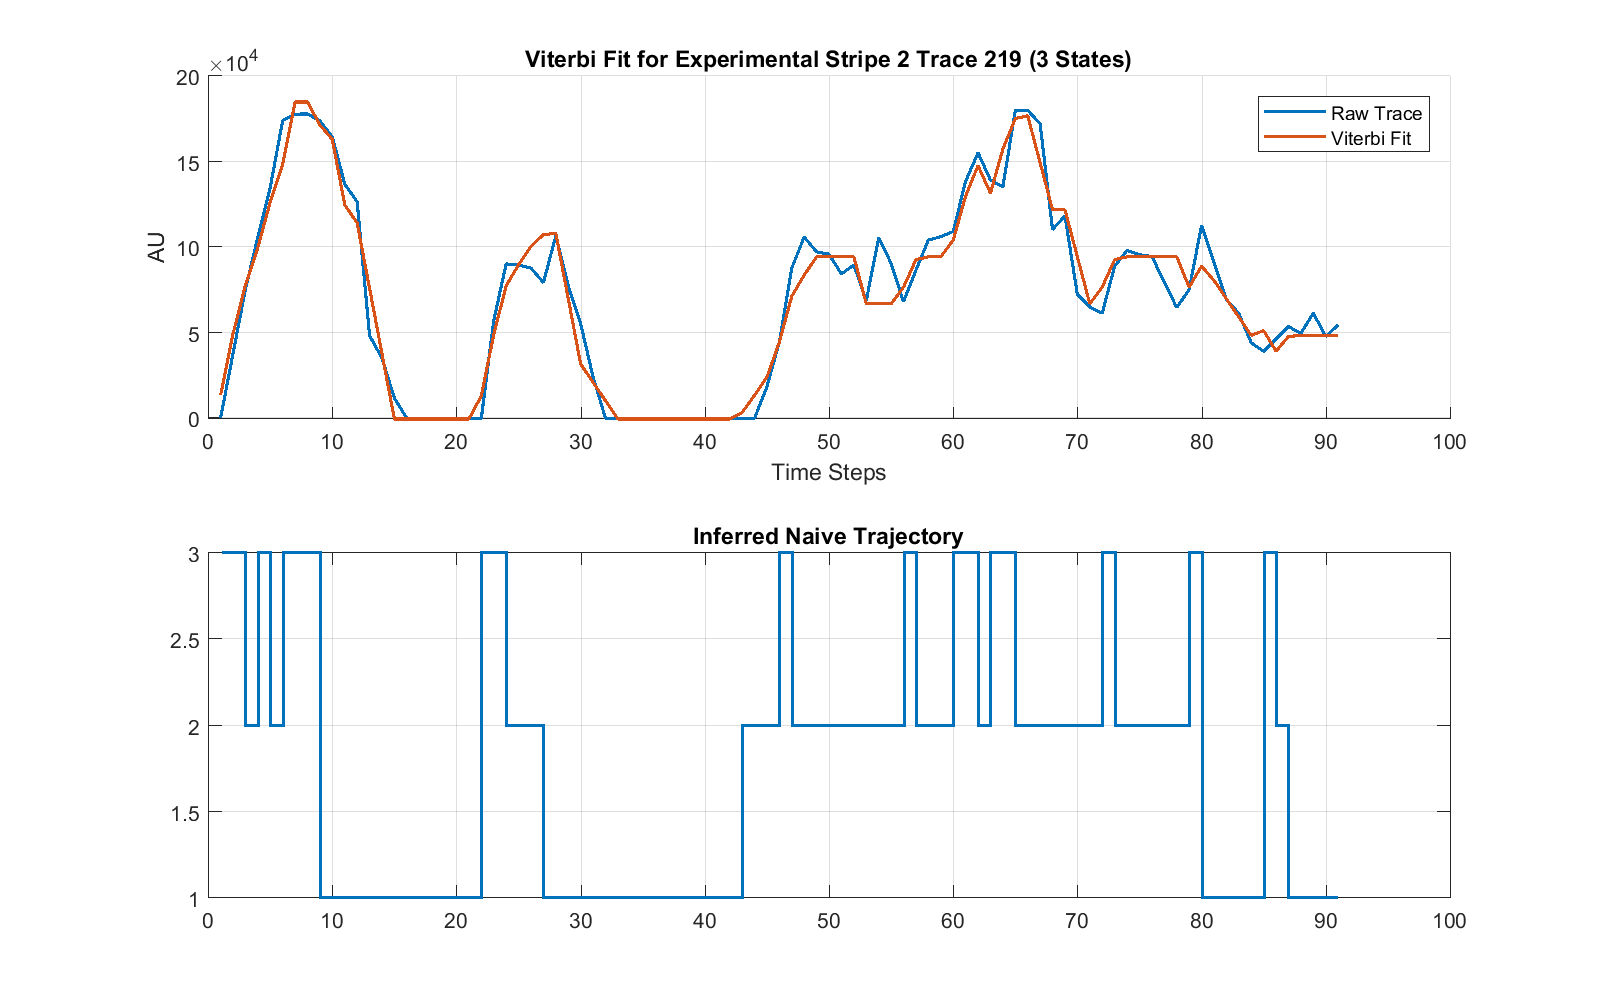 Viterbi Fit for Experimental Stripe 2 Trace 219 (3 States)
×10⁴
20
15
10
5
0
AU
Raw Trace
Viterbi Fit
0 10 20 30 40 50 60 70 80 90 100
Time Steps
Inferred Naive Trajectory
3
2.5
2
1.5
1
0 10 20 30 40 50 60 70 80 90 100